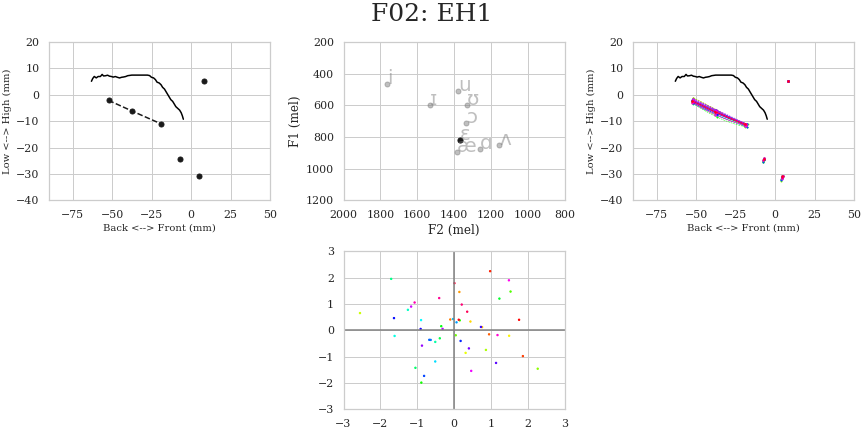 F02: EH1
20
10
0
−10
−20
−30
−40
Low <--> High (mm)
−75 −50 −25 0 25 50
Back <--> Front (mm)
200
400
600
800
1000
1200
F1 (mel)
i
u
ɪ
ʊ
ɔ
ɛ
æ
ɑ
ʌ
2000 1800 1600 1400 1200 1000 800
F2 (mel)
20
10
0
−10
−20
−30
−40
Low <--> High (mm)
−75 −50 −25 0 25 50
Back <--> Front (mm)
3
2
1
0
−1
−2
−3
−3 −2 −1 0 1 2 3